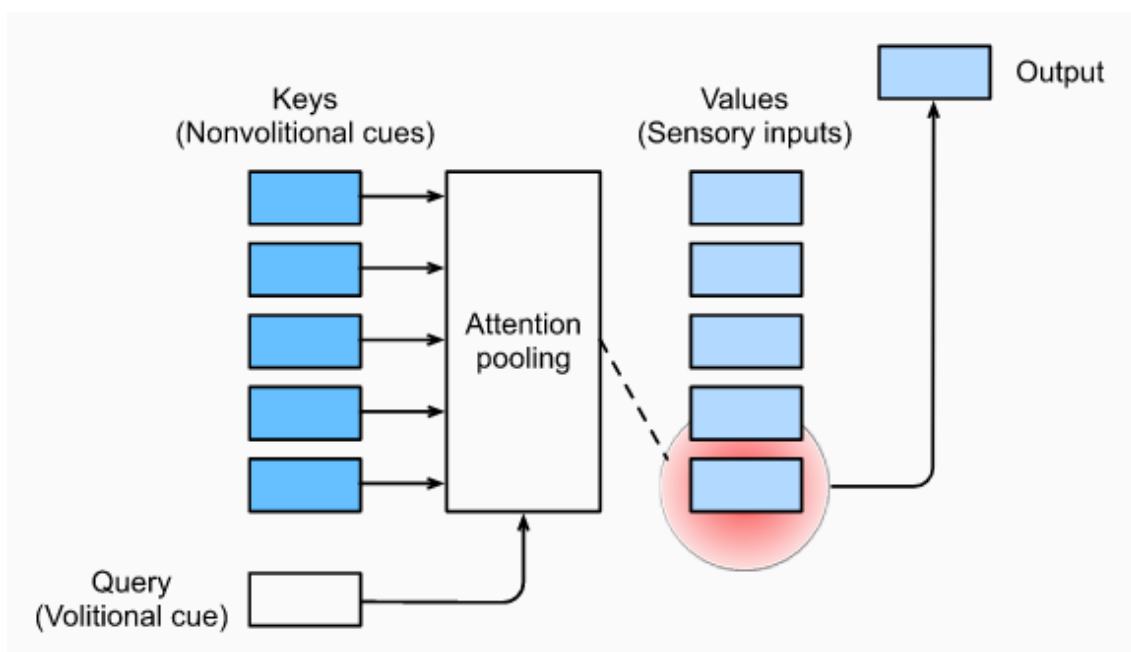 Output
Keys
(Nonvolitional cues)
Values
(Sensory inputs)
Attention
pooling
Query
(Volitional cue)